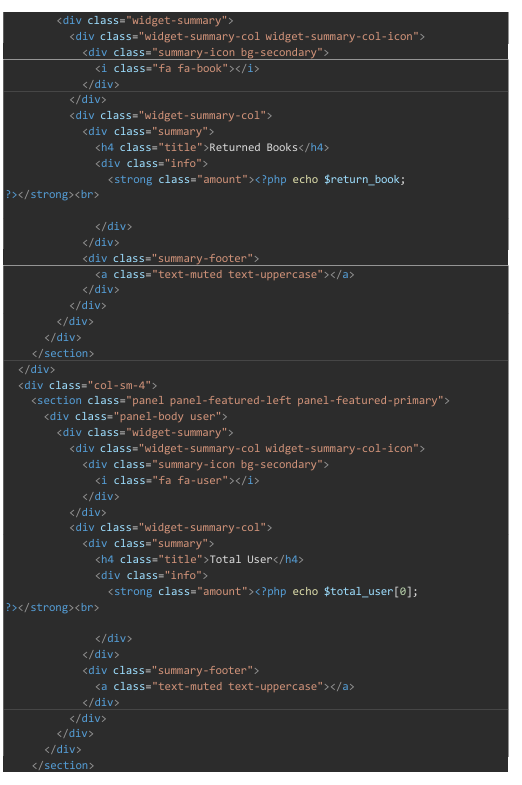 <div class="widget-summary">
<div class="widget-summary-col widget-summary-col-icon">
<div class="summary-icon bg-secondary">
<i class="fa fa-book"></i>
</div>
</div>
<div class="widget-summary-col">
<div class="summary">
<h4 class="title">Returned Books</h4>
<div class="info">
<strong class="amount"><?php echo $return_book;
?></strong><br>
</div>
</div>
<div class="summary-footer">
<a class="text-muted text-uppercase"></a>
</div>
</div>
</div>
</div>
</section>
</div>
<div class="col-sm-4">
<section class="panel panel-featured-left panel-featured-primary">
<div class="panel-body user">
<div class="widget-summary">
<div class="widget-summary-col widget-summary-col-icon">
<div class="summary-icon bg-secondary">
<i class="fa fa-user"></i>
</div>
</div>
<div class="widget-summary-col">
<div class="summary">
<h4 class="title">Total User</h4>
<div class="info">
<strong class="amount"><?php echo $total_user[0];
?></strong><br>
</div>
</div>
<div class="summary-footer">
<a class="text-muted text-uppercase"></a>
</div>
</div>
</div>
</div>
</section>